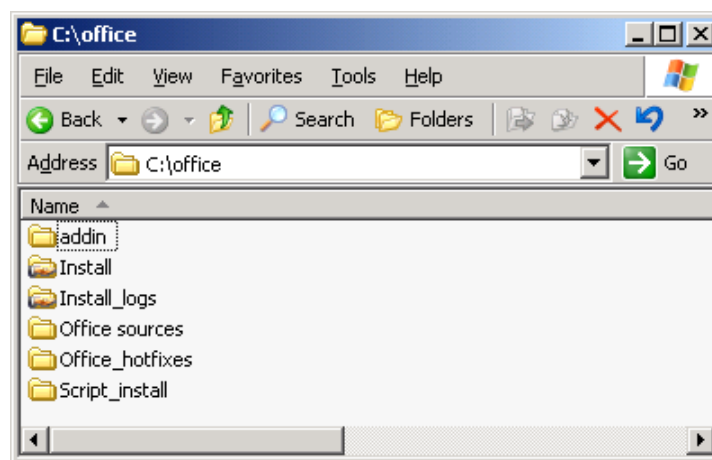 C:\office
File Edit View Favorites Tools Help
Back Search Folders »
Address C:\office Go
Name
addin
Install
Install_logs
Office sources
Office_hotfixes
Script_install